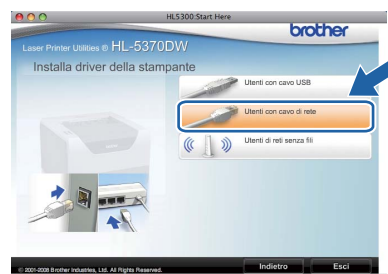 HL5300:Start Here
brother
Laser Printer Utilities ® HL-5370DW
Installa driver della stampante
Utenti con cavo USB
Utenti con cavo di rete
Utenti di reti senza fili
© 2001-2008 Brother Industries, Ltd. All Rights Reserved.
Indietro
Esci